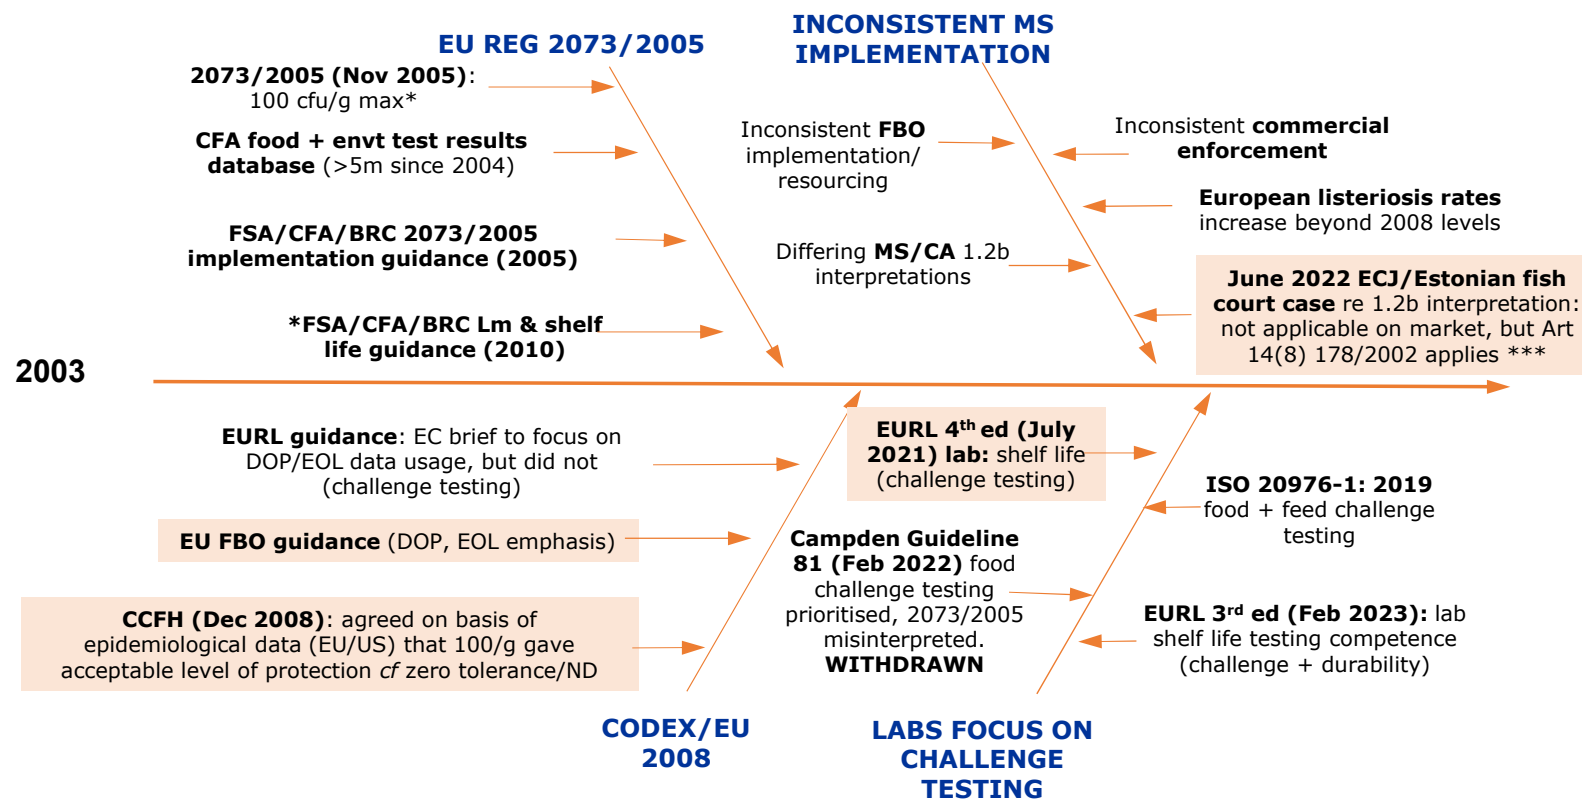 EU REG 2073/2005
2073/2005 (Nov 2005):
100 cfu/g max*
CFA food + envt test results
database (>5m since 2004)
FSA/CFA/BRC 2073/2005
implementation guidance (2005)
*FSA/CFA/BRC Lm & shelf
life guidance (2010)
INCONSISTENT MS
IMPLEMENTATION
Inconsistent FBO
implementation/
resourcing
Differing MS/CA 1.2b
interpretations
Inconsistent commercial
enforcement
European listeriosis rates
increase beyond 2008 levels
June 2022 ECJ/Estonian fish
court case re 1.2b interpretation:
not applicable on market, but Art
14(8) 178/2002 applies ***
2003
EURL guidance: EC brief to focus on
DOP/EOL data usage, but did not
(challenge testing)
EU FBO guidance (DOP, EOL emphasis)
CCFH (Dec 2008): agreed on basis of
epidemiological data (EU/US) that 100/g gave
acceptable level of protection cf zero tolerance/ND
CODEX/EU
2008
EURL 4th ed (July
2021) lab: shelf life
(challenge testing)
Campden Guideline
81 (Feb 2022) food
challenge testing
prioritised, 2073/2005
misinterpreted.
WITHDRAWN
ISO 20976-1: 2019
food + feed challenge
testing
EURL 3rd ed (Feb 2023): lab
shelf life testing competence
(challenge + durability)
LABS FOCUS ON
CHALLENGE
TESTING